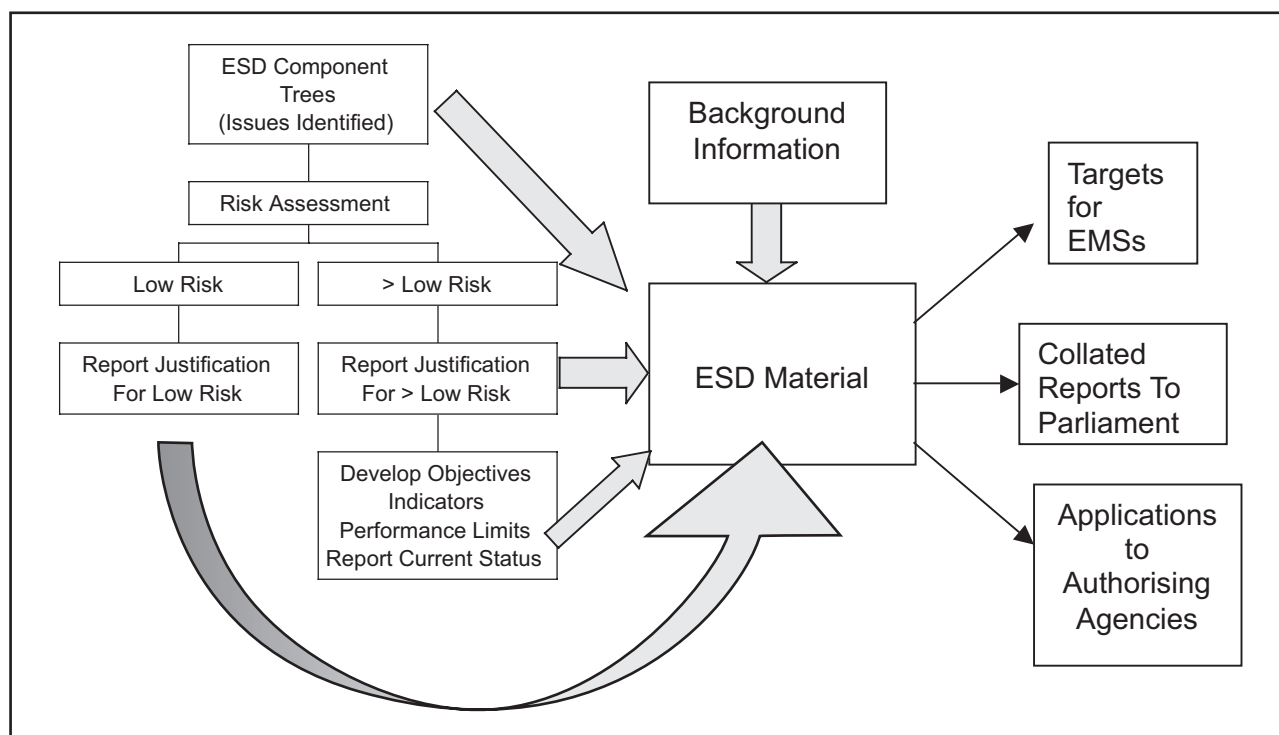 ESD Component
Trees
(Issues Identified)
Risk Assessment
Low Risk
> Low Risk
Report Justification
For Low Risk
Report Justification
For > Low Risk
Develop Objectives
Indicators
Performance Limits
Report Current Status
Background
Information
ESD Material
Targets
for
EMSs
Collated
Reports To
Parliament
Applications
to
Authorising
Agencies